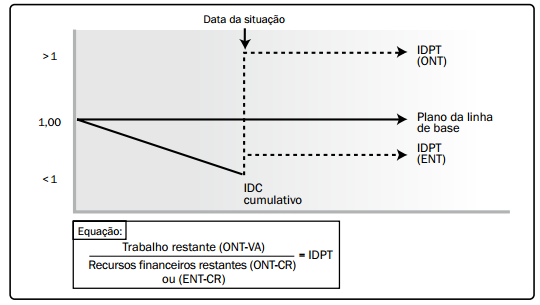 Data da situação
> 1
IDPT
(ONT)
1,00
Plano da linha
de base
IDPT
(ENT)
< 1
IDC
cumulativo
Equação:
Trabalho restante (ONT-VA)
Recursos financeiros restantes (ONT-CR)
ou (ENT-CR)
= IDPT